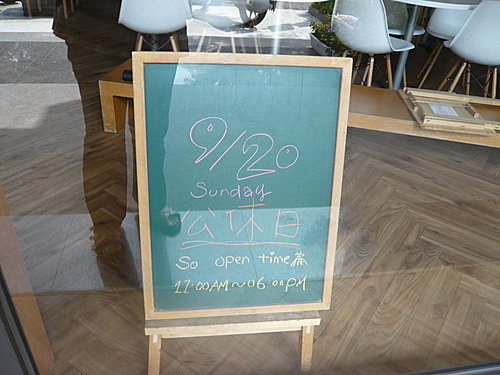 9/20
Sunday
公休日
So open time
11:00AM~06:00PM